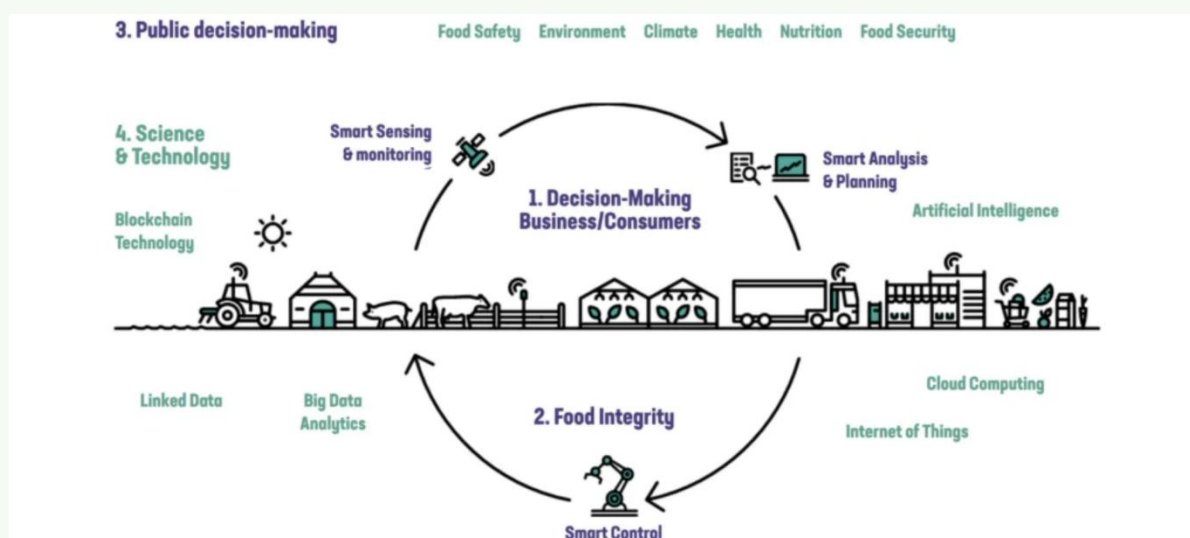 3. Public decision-making
Food Safety Environment Climate Health Nutrition Food Security
4. Science
& Technology
Smart Sensing
& monitoring
Smart Analysis
& Planning
1. Decision-Making
Business/Consumers
Artificial Intelligence
Blockchain
Technology
Linked Data
Big Data
Analytics
2. Food Integrity
Cloud Computing
Internet of Things
Smart Control